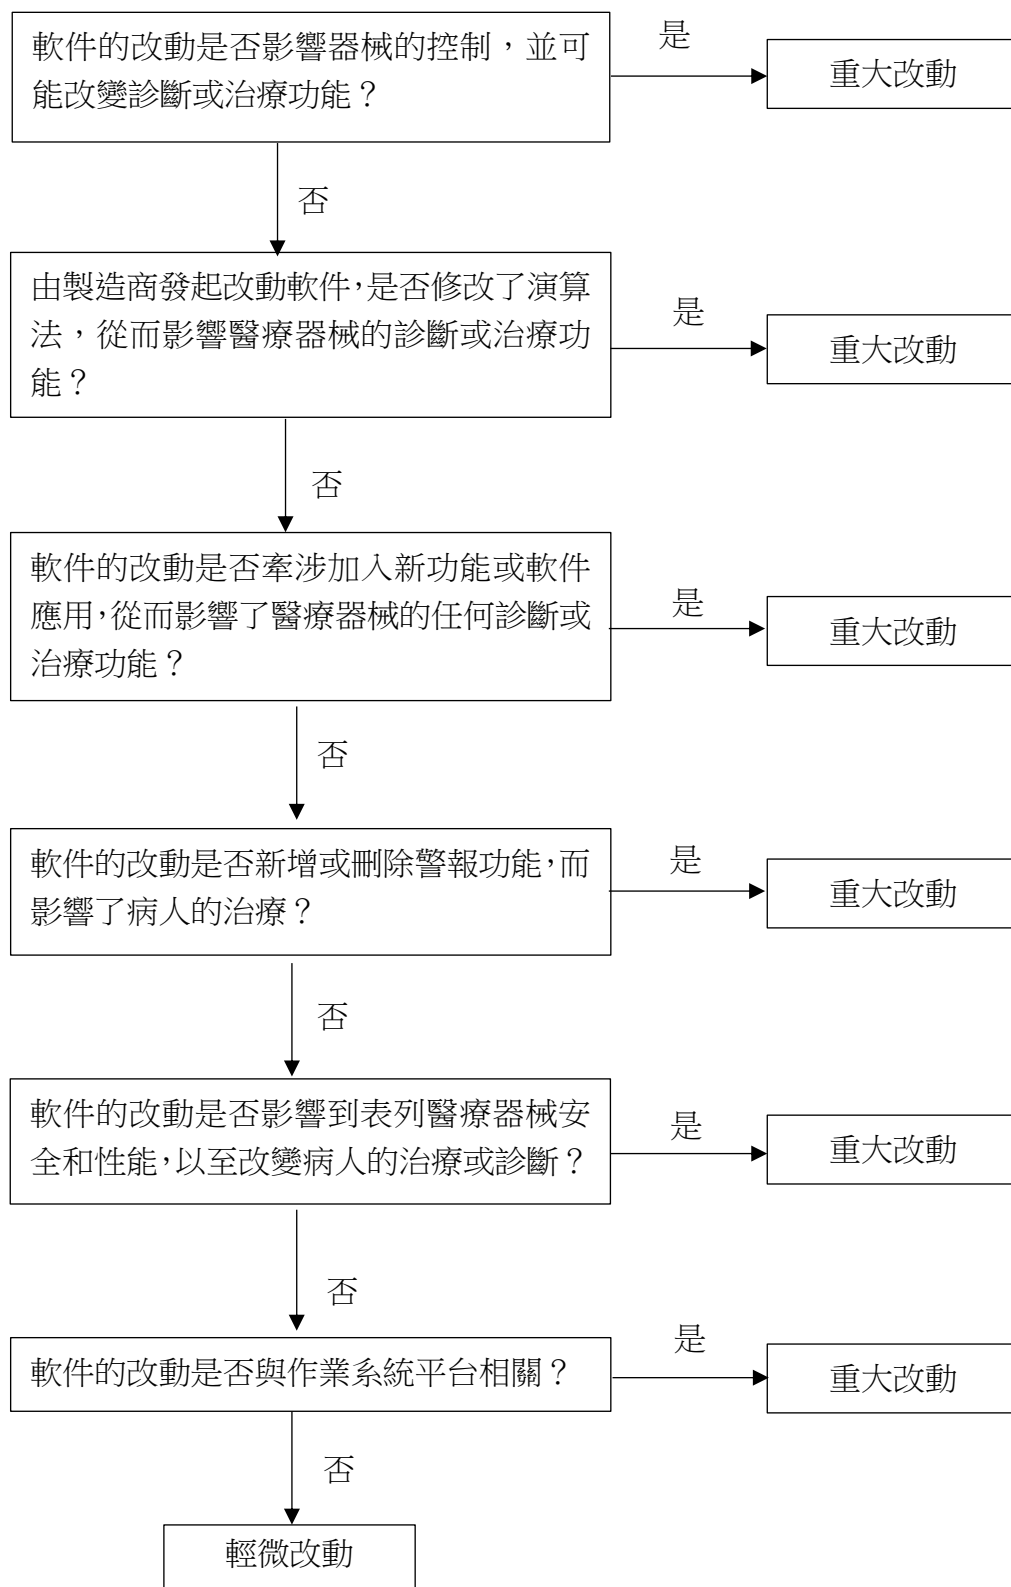 軟件的改動是否影響器械的控制，並可
能改變診斷或治療功能？
是
重大改動
否
由製造商發起改動軟件，是否修改了演算
法，從而影響醫療器械的診斷或治療功
能？
是
重大改動
否
軟件的改動是否牽涉加入新功能或軟件
應用，從而影響了醫療器械的任何診斷或
治療功能？
是
重大改動
否
軟件的改動是否新增或刪除警報功能，而
影響了病人的治療？
是
重大改動
否
軟件的改動是否影響到表列醫療器械安
全和性能，以至改變病人的治療或診斷？
是
重大改動
否
軟件的改動是否與作業系統平台相關？
是
重大改動
否
輕微改動